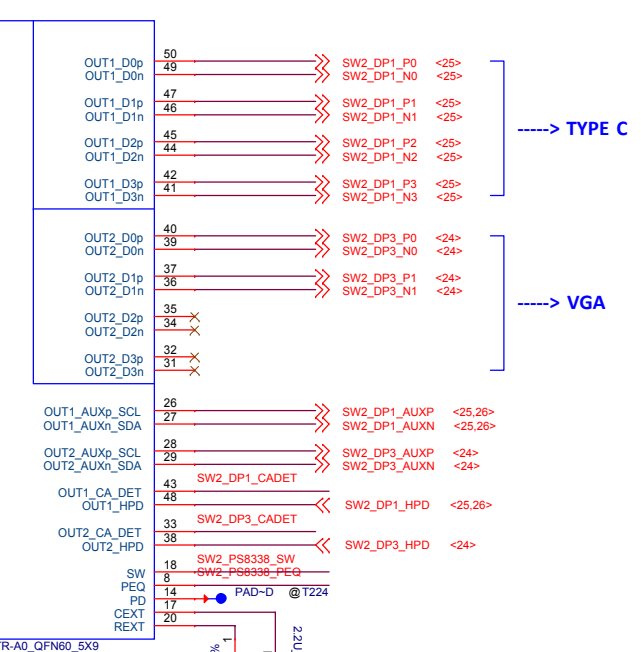 OUT1_D0p 50 SW2_DP1_P0 <25>
OUT1_D0n 49 SW2_DP1_N0 <25>
OUT1_D1p 47 SW2_DP1_P1 <25>
OUT1_D1n 46 SW2_DP1_N1 <25>
-----> TYPE C
OUT1_D2p 45 SW2_DP1_P2 <25>
OUT1_D2n 44 SW2_DP1_N2 <25>
OUT1_D3p 42 SW2_DP1_P3 <25>
OUT1_D3n 41 SW2_DP1_N3 <25>
OUT2_D0p 40 SW2_DP3_P0 <24>
OUT2_D0n 39 SW2_DP3_N0 <24>
OUT2_D1p 37 SW2_DP3_P1 <24>
OUT2_D1n 36 SW2_DP3_N1 <24>
-----> VGA
OUT2_D2p 35
OUT2_D2n 34
OUT2_D3p 32
OUT2_D3n 31
OUT1_AUXp_SCL 26 SW2_DP1_AUXP <25,26>
OUT1_AUXn_SDA 27 SW2_DP1_AUXN <25,26>
OUT2_AUXp_SCL 28 SW2_DP3_AUXP <24>
OUT2_AUXn_SDA 29 SW2_DP3_AUXN <24>
OUT1_CA_DET 43 SW2_DP1_CADET
OUT1_HPD 48 SW2_DP1_HPD <25,26>
OUT2_CA_DET 33 SW2_DP3_CADET
OUT2_HPD 38 SW2_DP3_HPD <24>
SW 18 SW2_PS8338_SW
PEQ 8 SW2_PS8338_PEQ
PD 14 PAD~D @T224
CEXT 17
REXT 20
TR-A0_QFN60_5X9
% 1 2.2U_